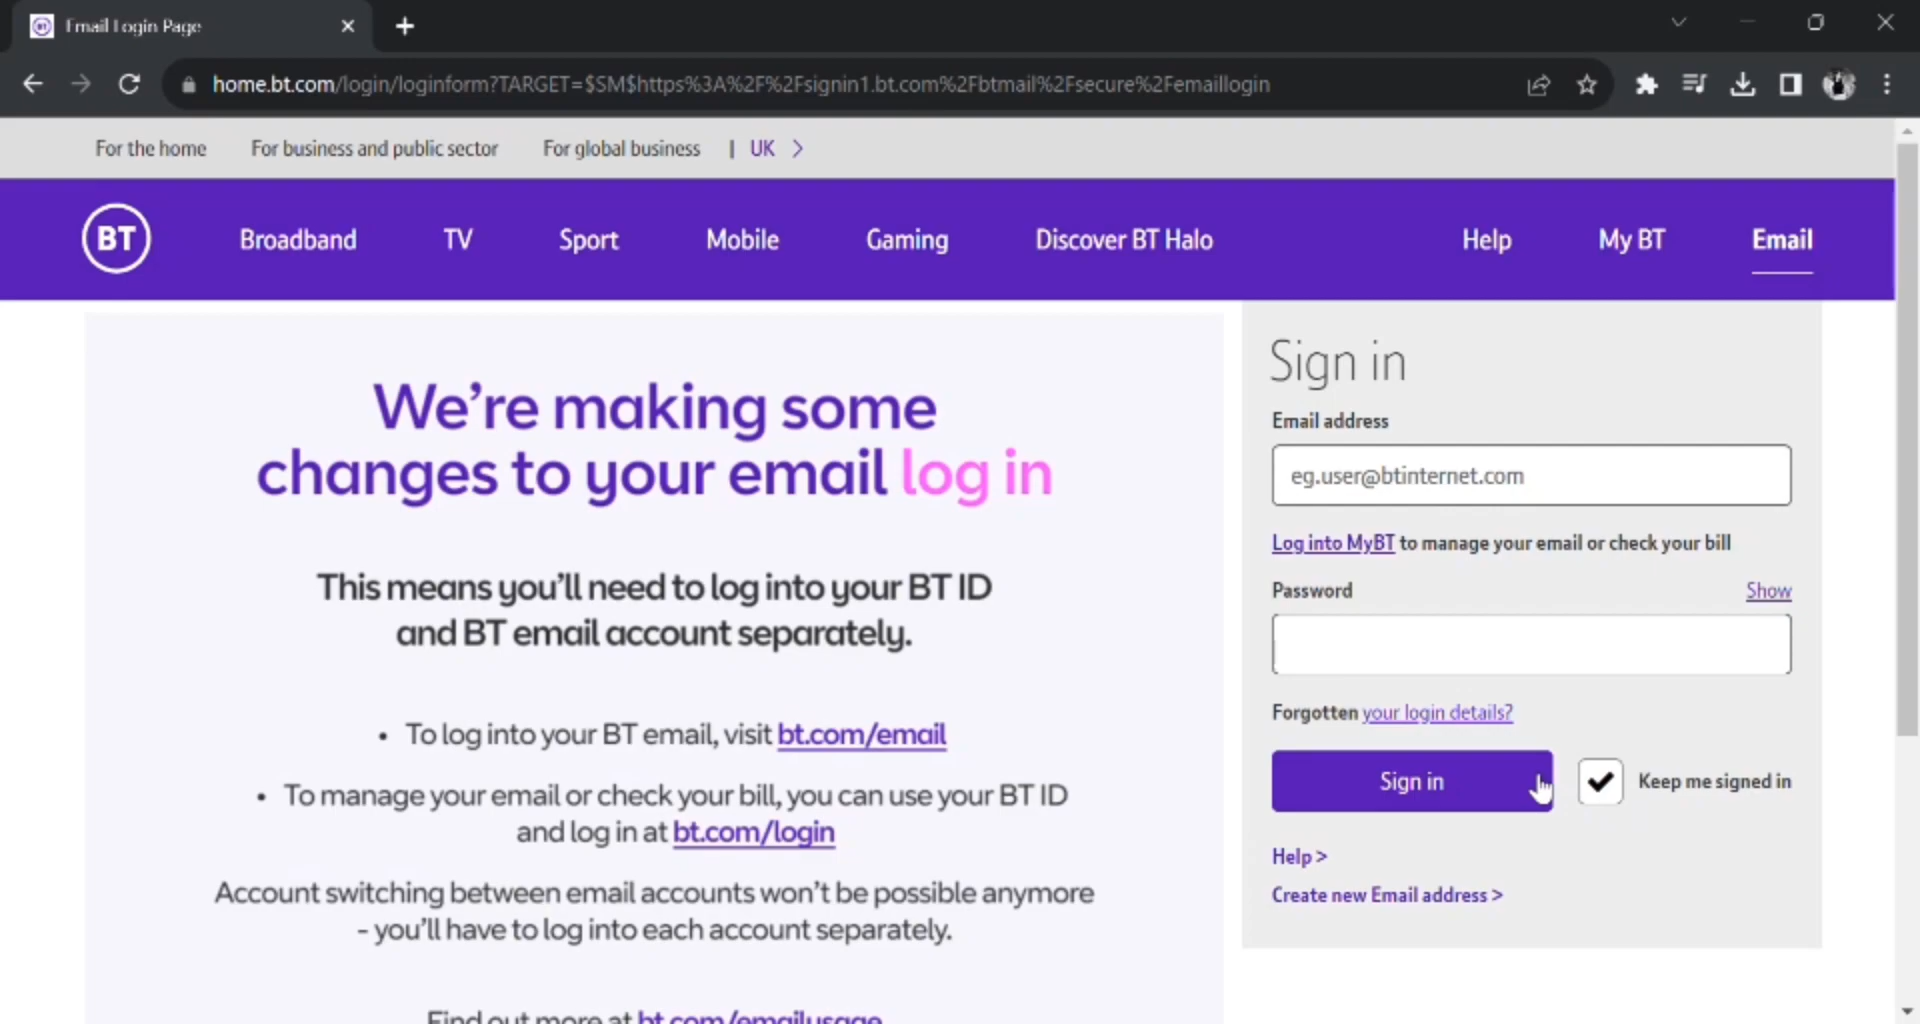 Email Login Page
home.bt.com/login/loginform?TARGET=$SM$https%3A%2F%2Fsignin1.bt.com%2Fbtmail%2Fsecure%2Femaillogin
For the home For business and public sector For global business | UK >
BT Broadband TV Sport Mobile Gaming Discover BT Halo Help My BT Email
We’re making some
changes to your email log in
This means you’ll need to log into your BT ID
and BT email account separately.
• To log into your BT email, visit bt.com/email
• To manage your email or check your bill, you can use your BT ID
and log in at bt.com/login
Account switching between email accounts won’t be possible anymore
- you’ll have to log into each account separately.
Find out more at bt.com/emailusage
Sign in
Email address
eg.user@btinternet.com
Log into MyBT to manage your email or check your bill
Password Show
Forgotten your login details?
Sign in Keep me signed in
Help >
Create new Email address >